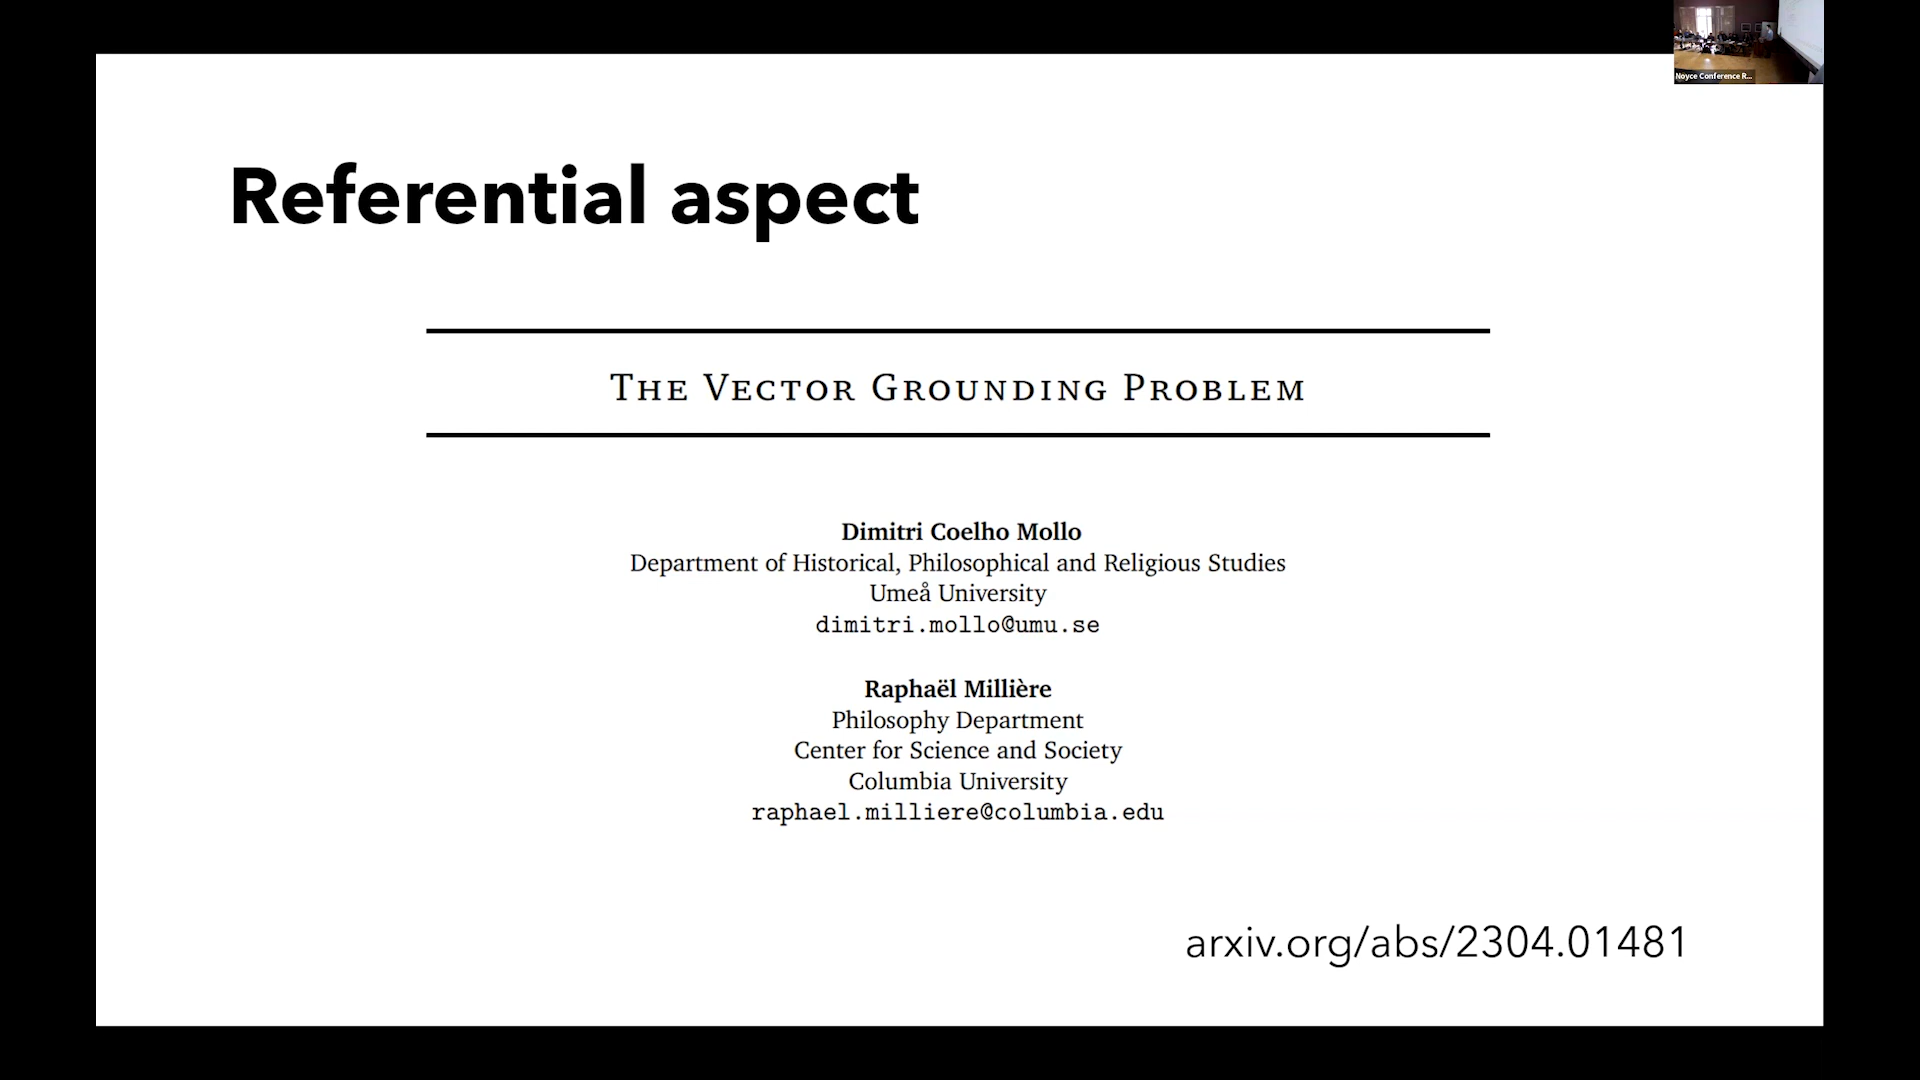 Noyce Conference R...
Referential aspect
THE VECTOR GROUNDING PROBLEM
Dimitri Coelho Mollo
Department of Historical, Philosophical and Religious Studies
Umeå University
dimitri.mollo@umu.se
Raphaël Millière
Philosophy Department
Center for Science and Society
Columbia University
raphael.milliere@columbia.edu
arxiv.org/abs/2304.01481